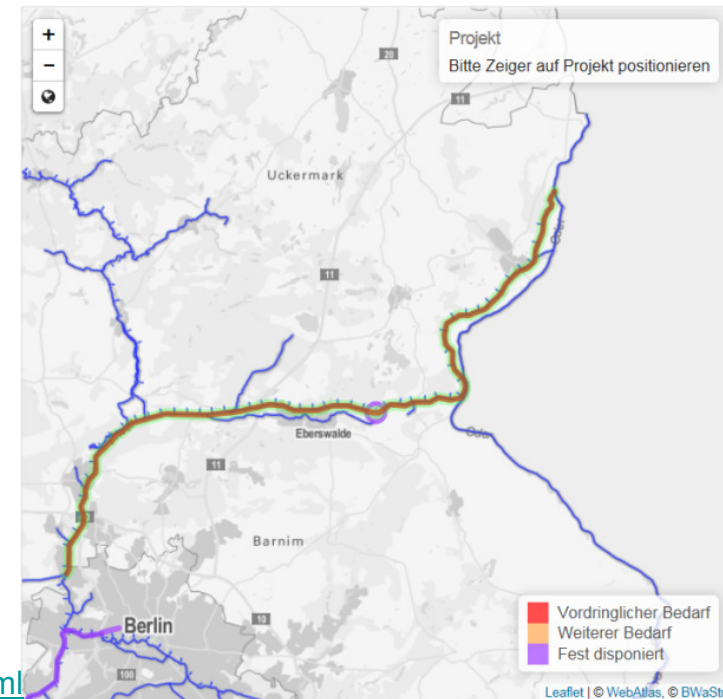 +
−
Projekt
Bitte Zeiger auf Projekt positionieren
20
11
Uckermark
11
Oder
Eberswalde
Oder
11
Barnim
10
Berlin
100
Vordringlicher Bedarf
Weiterer Bedarf
Fest disponiert
ml
Leaflet | © WebAtlas, © BWaStr